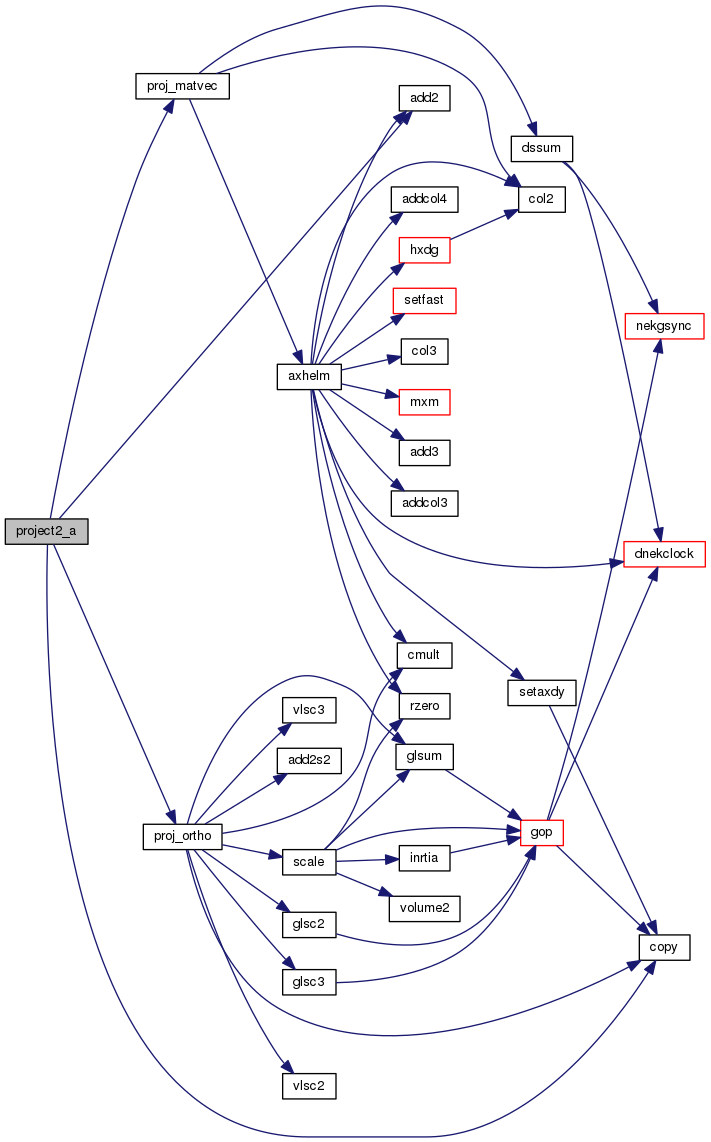 proj_matvec
add2
dssum
addcol4
col2
hxdg
setfast
nekgsync
col3
axhelm
mxm
add3
addcol3
project2_a
dnekclock
cmult
setaxdy
rzero
vlsc3
glsum
add2s2
proj_ortho
gop
scale
inrtia
volume2
glsc2
copy
glsc3
vlsc2